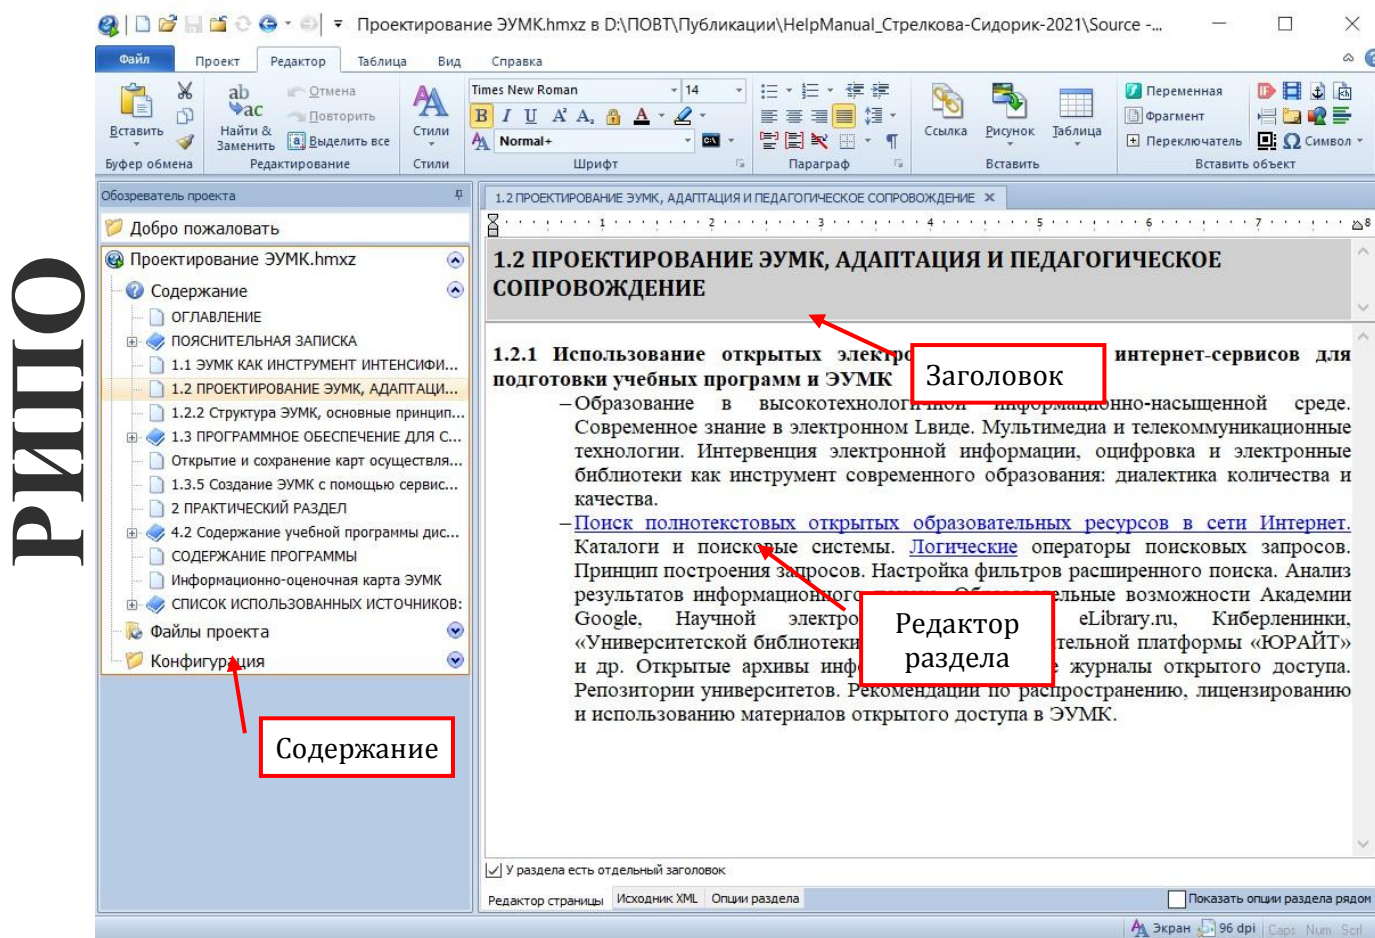 Проектирование ЭУМК.hmxz в D:\ПОВТ\Публикации\HelpManual_Стрелкова-Сидорик-2021\Source -...
Файл Проект Редактор Таблица Вид Справка
Вставить
Буфер обмена
Найти &
Заменить
Отмена
Повторить
Выделить все
Редактирование
Стили
Стили
Times New Roman 14
Normal+
Шрифт
Параграф
Ссылка Рисунок Таблица
Вставить
Переменная
Фрагмент
Переключатель
Символ
Вставить объект
РИПО
Обозреватель проекта
Добро пожаловать
Проектирование ЭУМК.hmxz
Содержание
ОГЛАВЛЕНИЕ
ПОЯСНИТЕЛЬНАЯ ЗАПИСКА
1.1 ЭУМК КАК ИНСТРУМЕНТ ИНТЕНСИФИ...
1.2 ПРОЕКТИРОВАНИЕ ЭУМК, АДАПТАЦИ...
1.2.2 Структура ЭУМК, основные принцип...
1.3 ПРОГРАММНОЕ ОБЕСПЕЧЕНИЕ ДЛЯ С...
Открытие и сохранение карт осуществля...
1.3.5 Создание ЭУМК с помощью сервис...
2 ПРАКТИЧЕСКИЙ РАЗДЕЛ
4.2 Содержание учебной программы дис...
СОДЕРЖАНИЕ ПРОГРАММЫ
Информационно-оценочная карта ЭУМК
СПИСОК ИСПОЛЬЗОВАННЫХ ИСТОЧНИКОВ:
Файлы проекта
Конфигурация
Содержание
1.2 ПРОЕКТИРОВАНИЕ ЭУМК, АДАПТАЦИЯ И ПЕДАГОГИЧЕСКОЕ СОПРОВОЖДЕНИЕ
1 2 3 4 5 6 7 8
1.2 ПРОЕКТИРОВАНИЕ ЭУМК, АДАПТАЦИЯ И ПЕДАГОГИЧЕСКОЕ
СОПРОВОЖДЕНИЕ
Заголовок
1.2.1 Использование открытых электро интернет-сервисов для
подготовки учебных программ и ЭУМК
–Образование в высокотехнологичной информационно-насыщенной среде.
Современное знание в электронном Lвиде. Мультимедиа и телекоммуникационные
технологии. Интервенция электронной информации, оцифровка и электронные
библиотеки как инструмент современного образования: диалектика количества и
качества.
–Поиск полнотекстовых открытых образовательных ресурсов в сети Интернет.
Каталоги и поисковые системы. Логические операторы поисковых запросов.
Принцип построения запросов. Настройка фильтров расширенного поиска. Анализ
результатов информационного поиска. Образовательные возможности Академии
Google, Научной электро eLibrary.ru, Киберленинки,
«Университетской библиотеки тельной платформы «ЮРАЙТ»
и др. Открытые архивы инф е журналы открытого доступа.
Репозитории университетов. Рекомендации по распространению, лицензированию
и использованию материалов открытого доступа в ЭУМК.
Редактор
раздела
У раздела есть отдельный заголовок
Редактор страницы Исходник XML Опции раздела Показать опции раздела рядом
Экран 96 dpi Caps Num Scrl